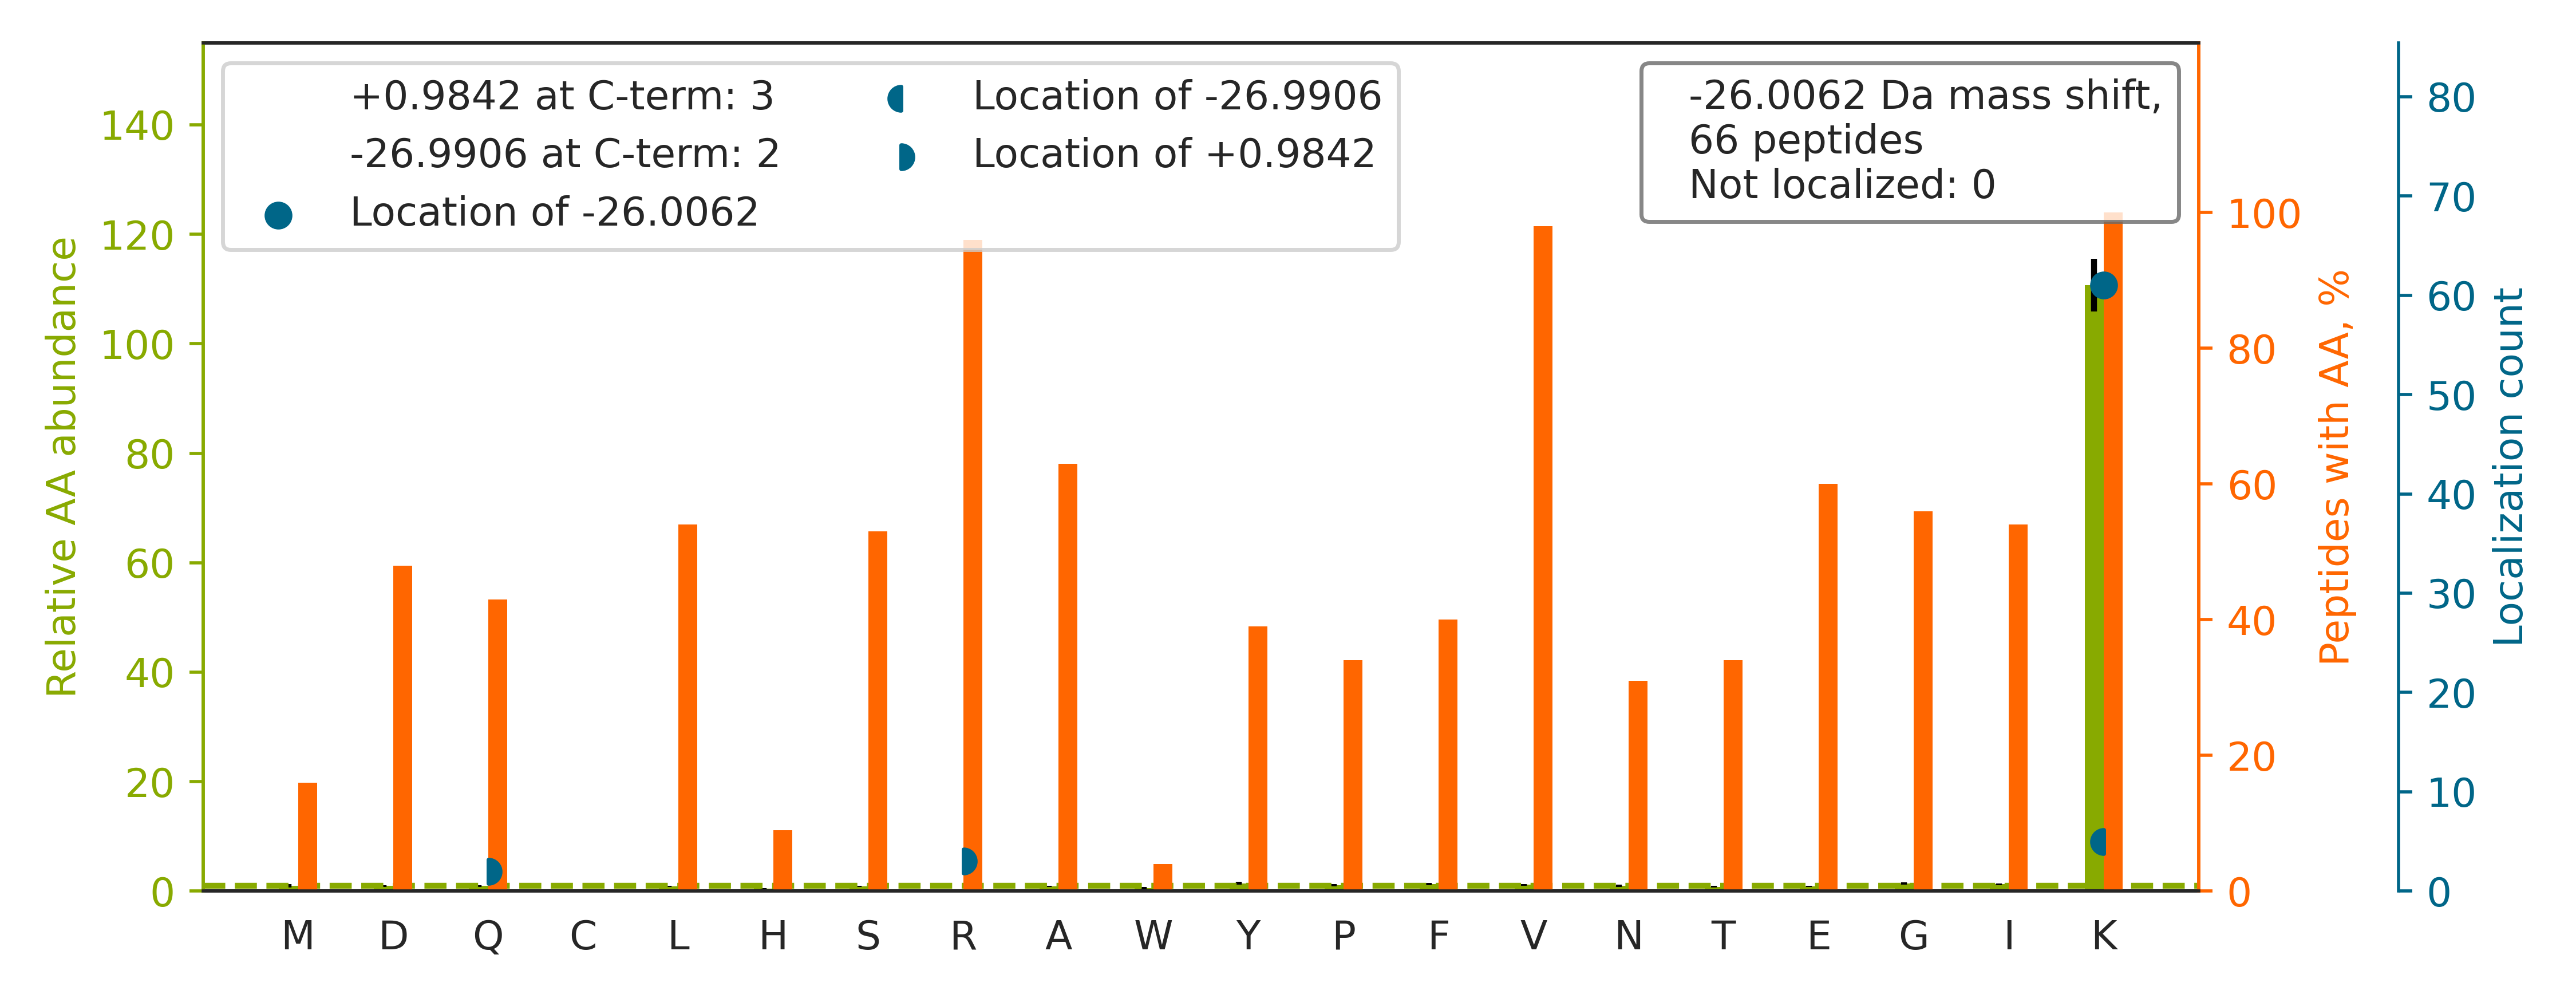 +0.9842 at C-term: 3
-26.9906 at C-term: 2
Location of -26.0062
Location of -26.9906
Location of +0.9842
-26.0062 Da mass shift,
66 peptides
Not localized: 0
Relative AA abundance
140
120
100
80
60
40
20
0
M D Q C L H S R A W Y P F V N T E G I K
100
80
60
40
20
0
Peptides with AA, %
80
70
60
50
40
30
20
10
0
Localization count